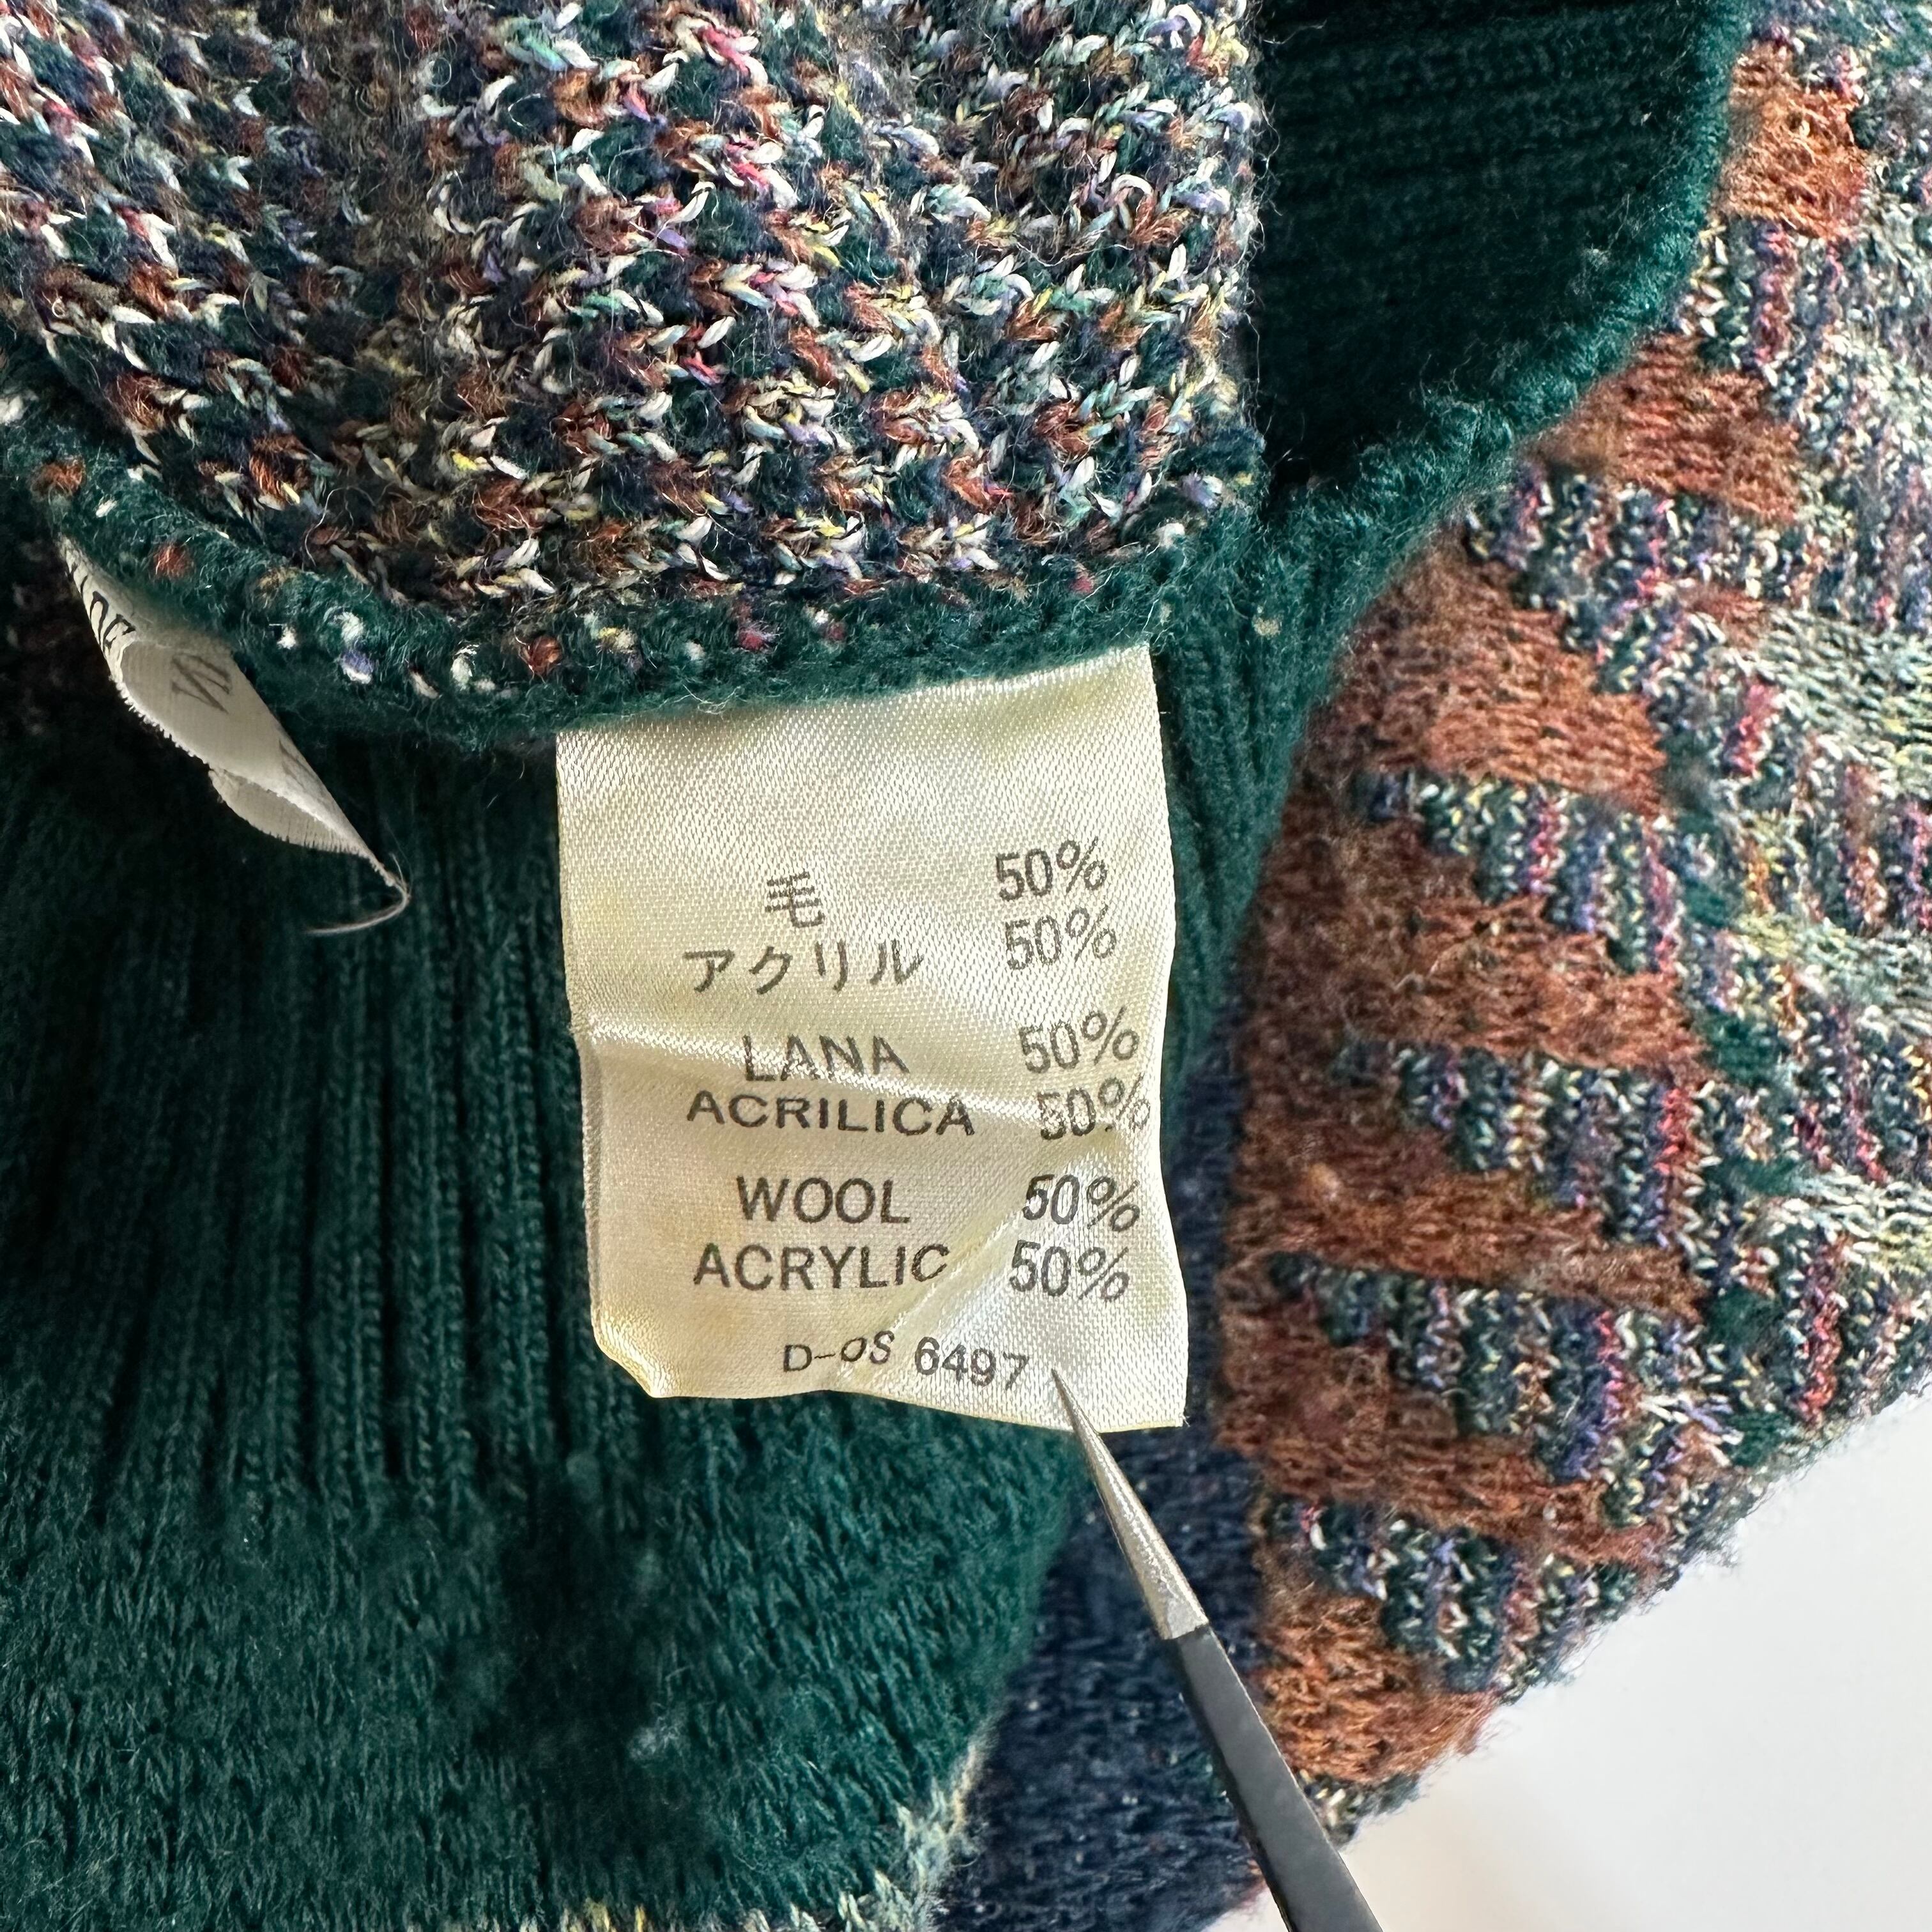 毛 50%
アクリル 50%
LANA 50%
ACRILICA 50%
WOOL 50%
ACRYLIC 50%
D-OS 6497